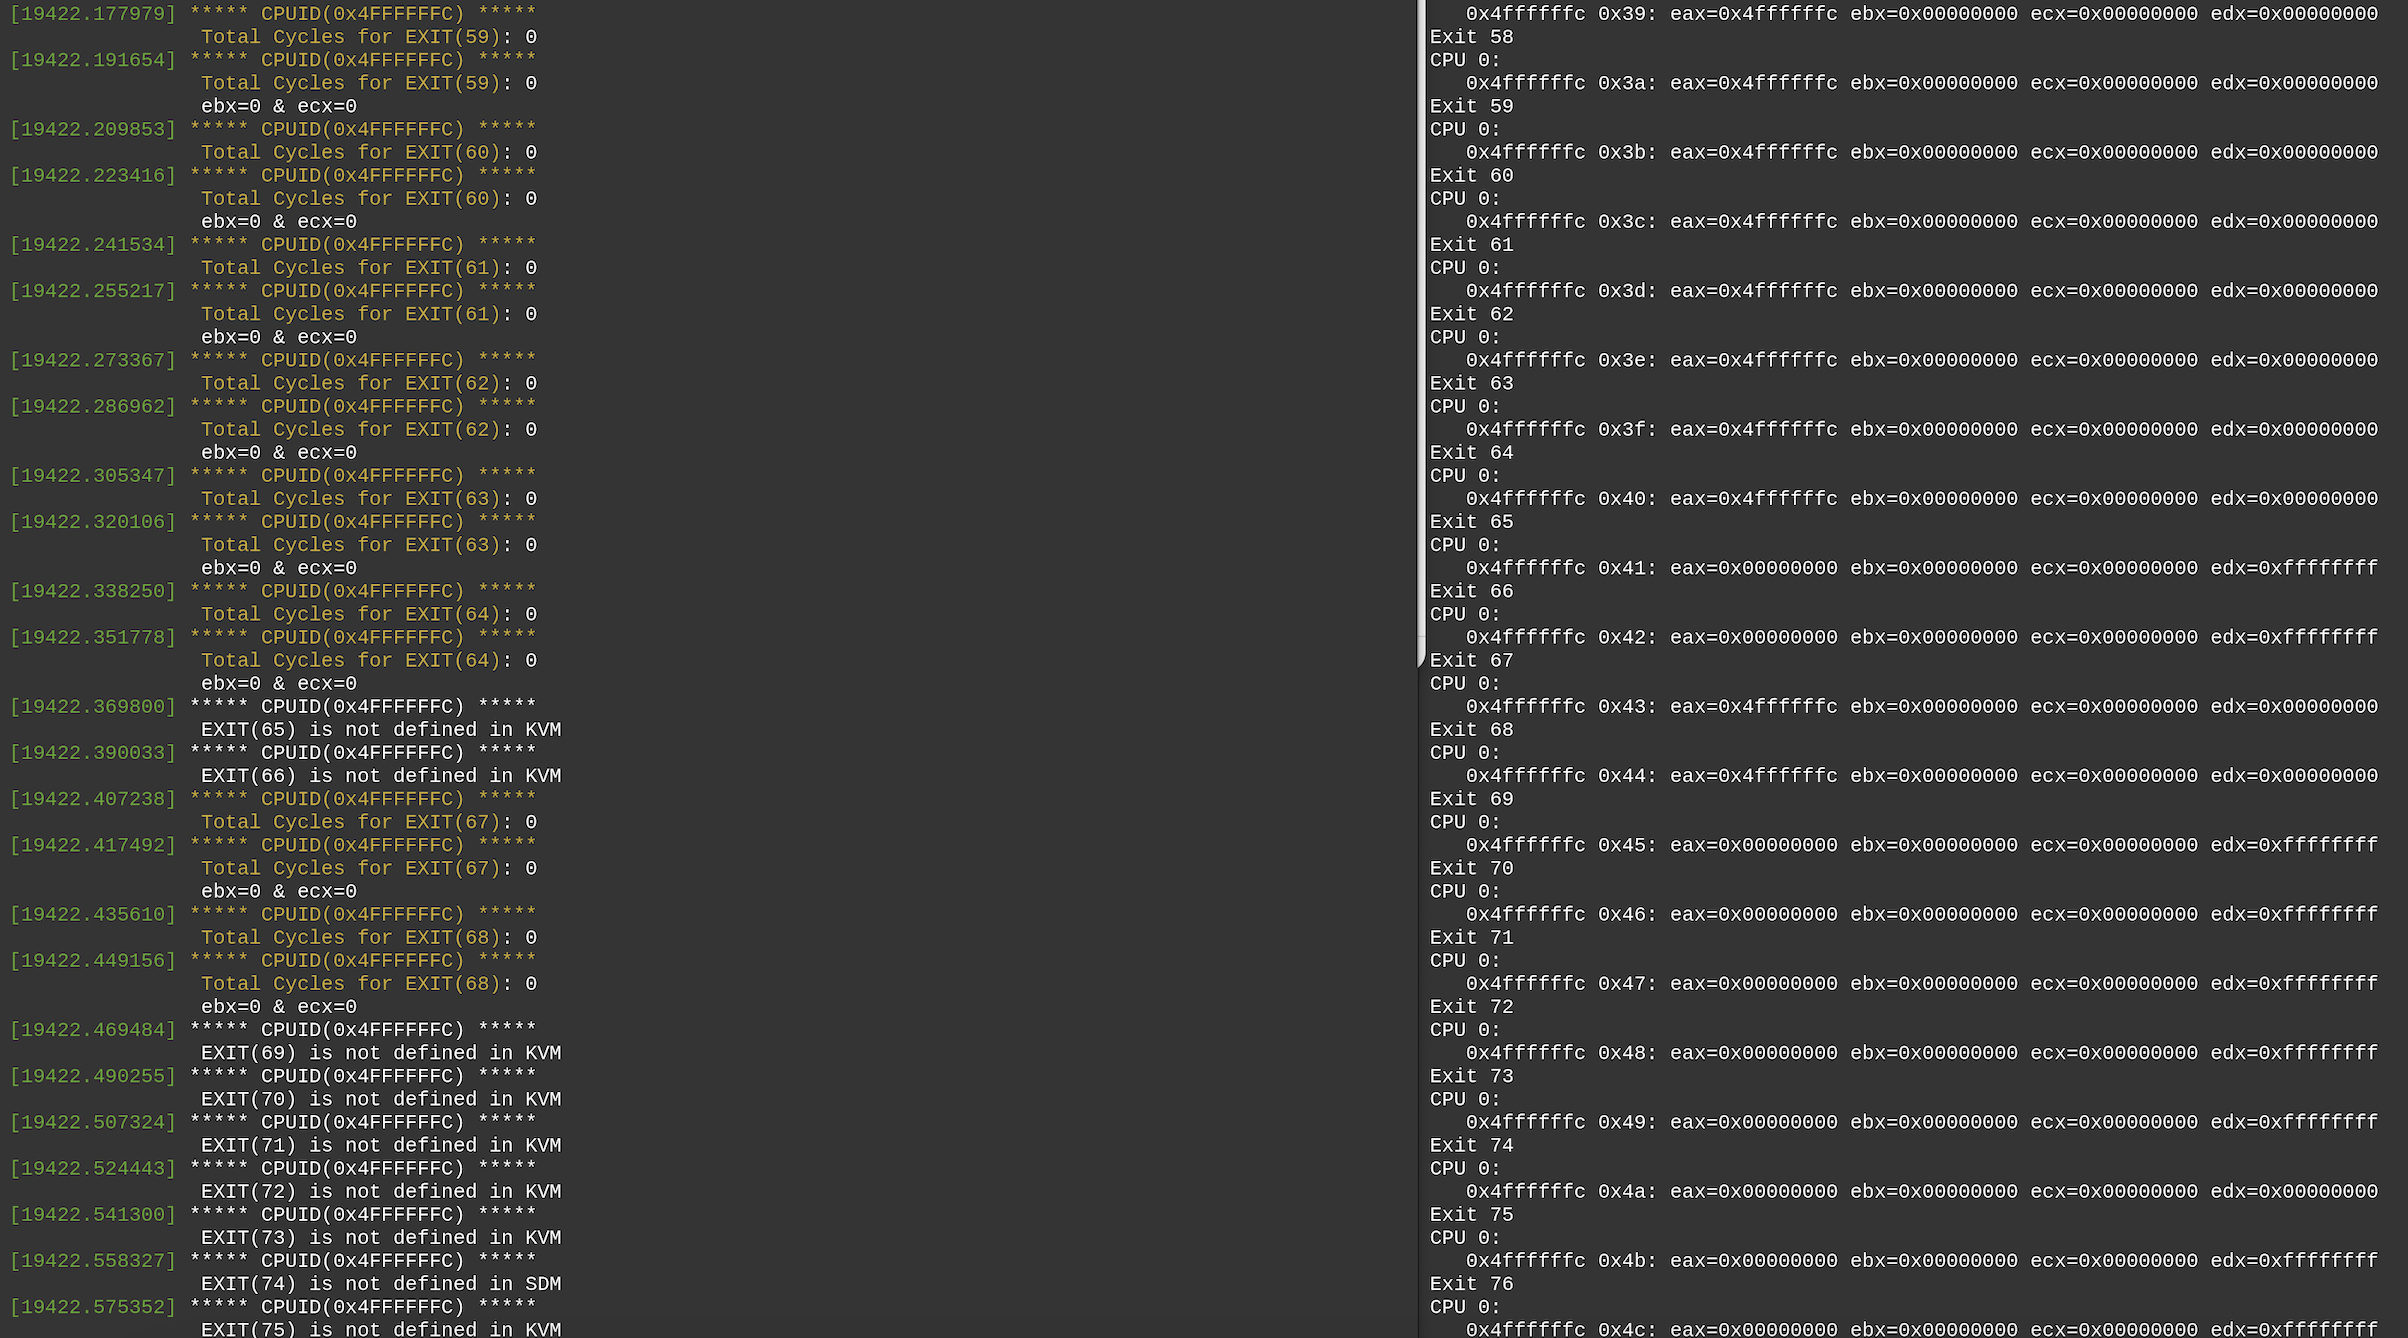 [19422.177979] ***** CPUID(0x4FFFFFFC) *****
Total Cycles for EXIT(59): 0
[19422.191654] ***** CPUID(0x4FFFFFFC) *****
Total Cycles for EXIT(59): 0
ebx=0 & ecx=0
[19422.209853] ***** CPUID(0x4FFFFFFC) *****
Total Cycles for EXIT(60): 0
[19422.223416] ***** CPUID(0x4FFFFFFC) *****
Total Cycles for EXIT(60): 0
ebx=0 & ecx=0
[19422.241534] ***** CPUID(0x4FFFFFFC) *****
Total Cycles for EXIT(61): 0
[19422.255217] ***** CPUID(0x4FFFFFFC) *****
Total Cycles for EXIT(61): 0
ebx=0 & ecx=0
[19422.273367] ***** CPUID(0x4FFFFFFC) *****
Total Cycles for EXIT(62): 0
[19422.286962] ***** CPUID(0x4FFFFFFC) *****
Total Cycles for EXIT(62): 0
ebx=0 & ecx=0
[19422.305347] ***** CPUID(0x4FFFFFFC) *****
Total Cycles for EXIT(63): 0
[19422.320106] ***** CPUID(0x4FFFFFFC) *****
Total Cycles for EXIT(63): 0
ebx=0 & ecx=0
[19422.338250] ***** CPUID(0x4FFFFFFC) *****
Total Cycles for EXIT(64): 0
[19422.351778] ***** CPUID(0x4FFFFFFC) *****
Total Cycles for EXIT(64): 0
ebx=0 & ecx=0
[19422.369800] ***** CPUID(0x4FFFFFFC) *****
EXIT(65) is not defined in KVM
[19422.390033] ***** CPUID(0x4FFFFFFC) *****
EXIT(66) is not defined in KVM
[19422.407238] ***** CPUID(0x4FFFFFFC) *****
Total Cycles for EXIT(67): 0
[19422.417492] ***** CPUID(0x4FFFFFFC) *****
Total Cycles for EXIT(67): 0
ebx=0 & ecx=0
[19422.435610] ***** CPUID(0x4FFFFFFC) *****
Total Cycles for EXIT(68): 0
[19422.449156] ***** CPUID(0x4FFFFFFC) *****
Total Cycles for EXIT(68): 0
ebx=0 & ecx=0
[19422.469484] ***** CPUID(0x4FFFFFFC) *****
EXIT(69) is not defined in KVM
[19422.490255] ***** CPUID(0x4FFFFFFC) *****
EXIT(70) is not defined in KVM
[19422.507324] ***** CPUID(0x4FFFFFFC) *****
EXIT(71) is not defined in KVM
[19422.524443] ***** CPUID(0x4FFFFFFC) *****
EXIT(72) is not defined in KVM
[19422.541300] ***** CPUID(0x4FFFFFFC) *****
EXIT(73) is not defined in KVM
[19422.558327] ***** CPUID(0x4FFFFFFC) *****
EXIT(74) is not defined in SDM
[19422.575352] ***** CPUID(0x4FFFFFFC) *****
EXIT(75) is not defined in KVM
0x4ffffffc 0x39: eax=0x4ffffffc ebx=0x00000000 ecx=0x00000000 edx=0x00000000
Exit 58
CPU 0:
0x4ffffffc 0x3a: eax=0x4ffffffc ebx=0x00000000 ecx=0x00000000 edx=0x00000000
Exit 59
CPU 0:
0x4ffffffc 0x3b: eax=0x4ffffffc ebx=0x00000000 ecx=0x00000000 edx=0x00000000
Exit 60
CPU 0:
0x4ffffffc 0x3c: eax=0x4ffffffc ebx=0x00000000 ecx=0x00000000 edx=0x00000000
Exit 61
CPU 0:
0x4ffffffc 0x3d: eax=0x4ffffffc ebx=0x00000000 ecx=0x00000000 edx=0x00000000
Exit 62
CPU 0:
0x4ffffffc 0x3e: eax=0x4ffffffc ebx=0x00000000 ecx=0x00000000 edx=0x00000000
Exit 63
CPU 0:
0x4ffffffc 0x3f: eax=0x4ffffffc ebx=0x00000000 ecx=0x00000000 edx=0x00000000
Exit 64
CPU 0:
0x4ffffffc 0x40: eax=0x4ffffffc ebx=0x00000000 ecx=0x00000000 edx=0x00000000
Exit 65
CPU 0:
0x4ffffffc 0x41: eax=0x00000000 ebx=0x00000000 ecx=0x00000000 edx=0xffffffff
Exit 66
CPU 0:
0x4ffffffc 0x42: eax=0x00000000 ebx=0x00000000 ecx=0x00000000 edx=0xffffffff
Exit 67
CPU 0:
0x4ffffffc 0x43: eax=0x4ffffffc ebx=0x00000000 ecx=0x00000000 edx=0x00000000
Exit 68
CPU 0:
0x4ffffffc 0x44: eax=0x4ffffffc ebx=0x00000000 ecx=0x00000000 edx=0x00000000
Exit 69
CPU 0:
0x4ffffffc 0x45: eax=0x00000000 ebx=0x00000000 ecx=0x00000000 edx=0xffffffff
Exit 70
CPU 0:
0x4ffffffc 0x46: eax=0x00000000 ebx=0x00000000 ecx=0x00000000 edx=0xffffffff
Exit 71
CPU 0:
0x4ffffffc 0x47: eax=0x00000000 ebx=0x00000000 ecx=0x00000000 edx=0xffffffff
Exit 72
CPU 0:
0x4ffffffc 0x48: eax=0x00000000 ebx=0x00000000 ecx=0x00000000 edx=0xffffffff
Exit 73
CPU 0:
0x4ffffffc 0x49: eax=0x00000000 ebx=0x00000000 ecx=0x00000000 edx=0xffffffff
Exit 74
CPU 0:
0x4ffffffc 0x4a: eax=0x00000000 ebx=0x00000000 ecx=0x00000000 edx=0x00000000
Exit 75
CPU 0:
0x4ffffffc 0x4b: eax=0x00000000 ebx=0x00000000 ecx=0x00000000 edx=0xffffffff
Exit 76
CPU 0:
0x4ffffffc 0x4c: eax=0x00000000 ebx=0x00000000 ecx=0x00000000 edx=0xffffffff